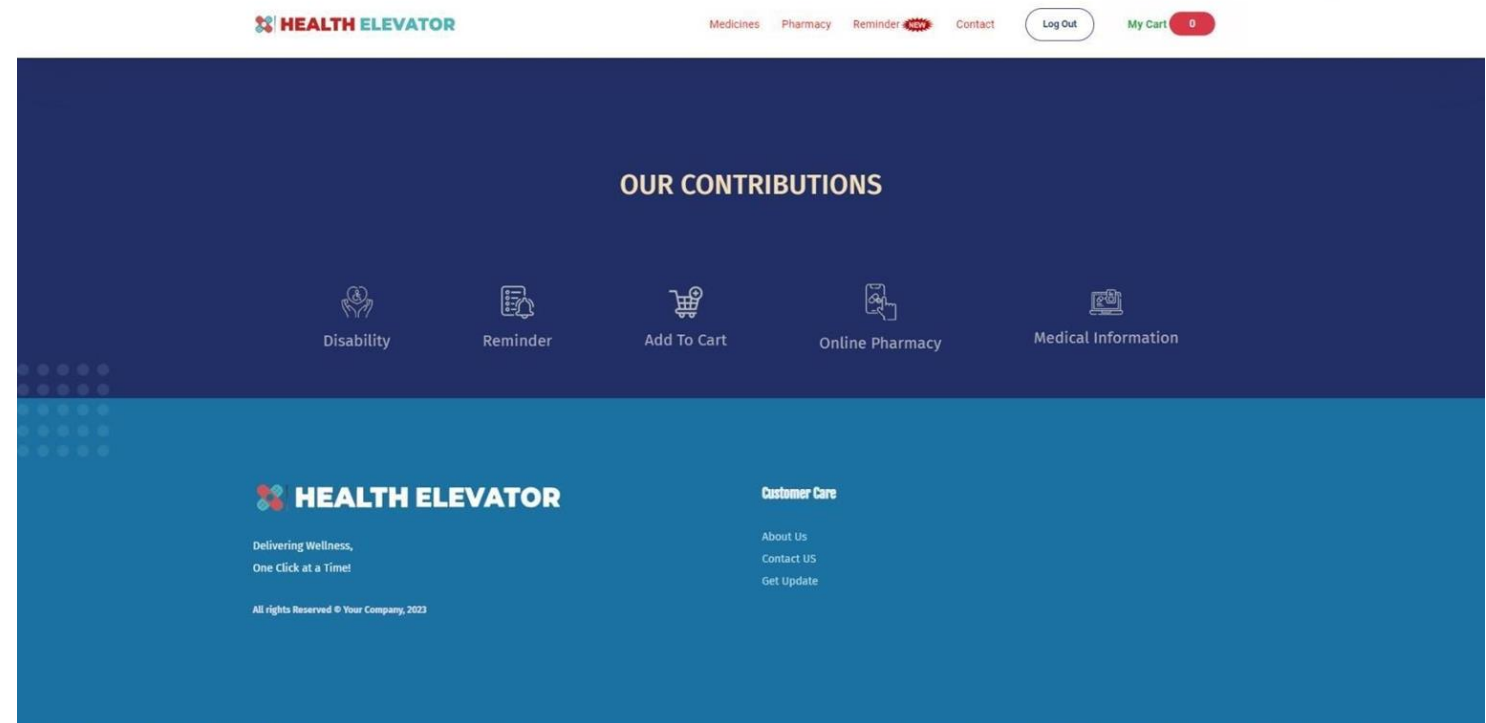 HEALTH ELEVATOR
Medicines Pharmacy Reminder NEW Contact Log Out My Cart 0
OUR CONTRIBUTIONS
Disability Reminder Add To Cart Online Pharmacy Medical Information
HEALTH ELEVATOR
Delivering Wellness,
One Click at a Time!
All rights Reserved © Your Company, 2023
Customer Care
About Us
Contact US
Get Update